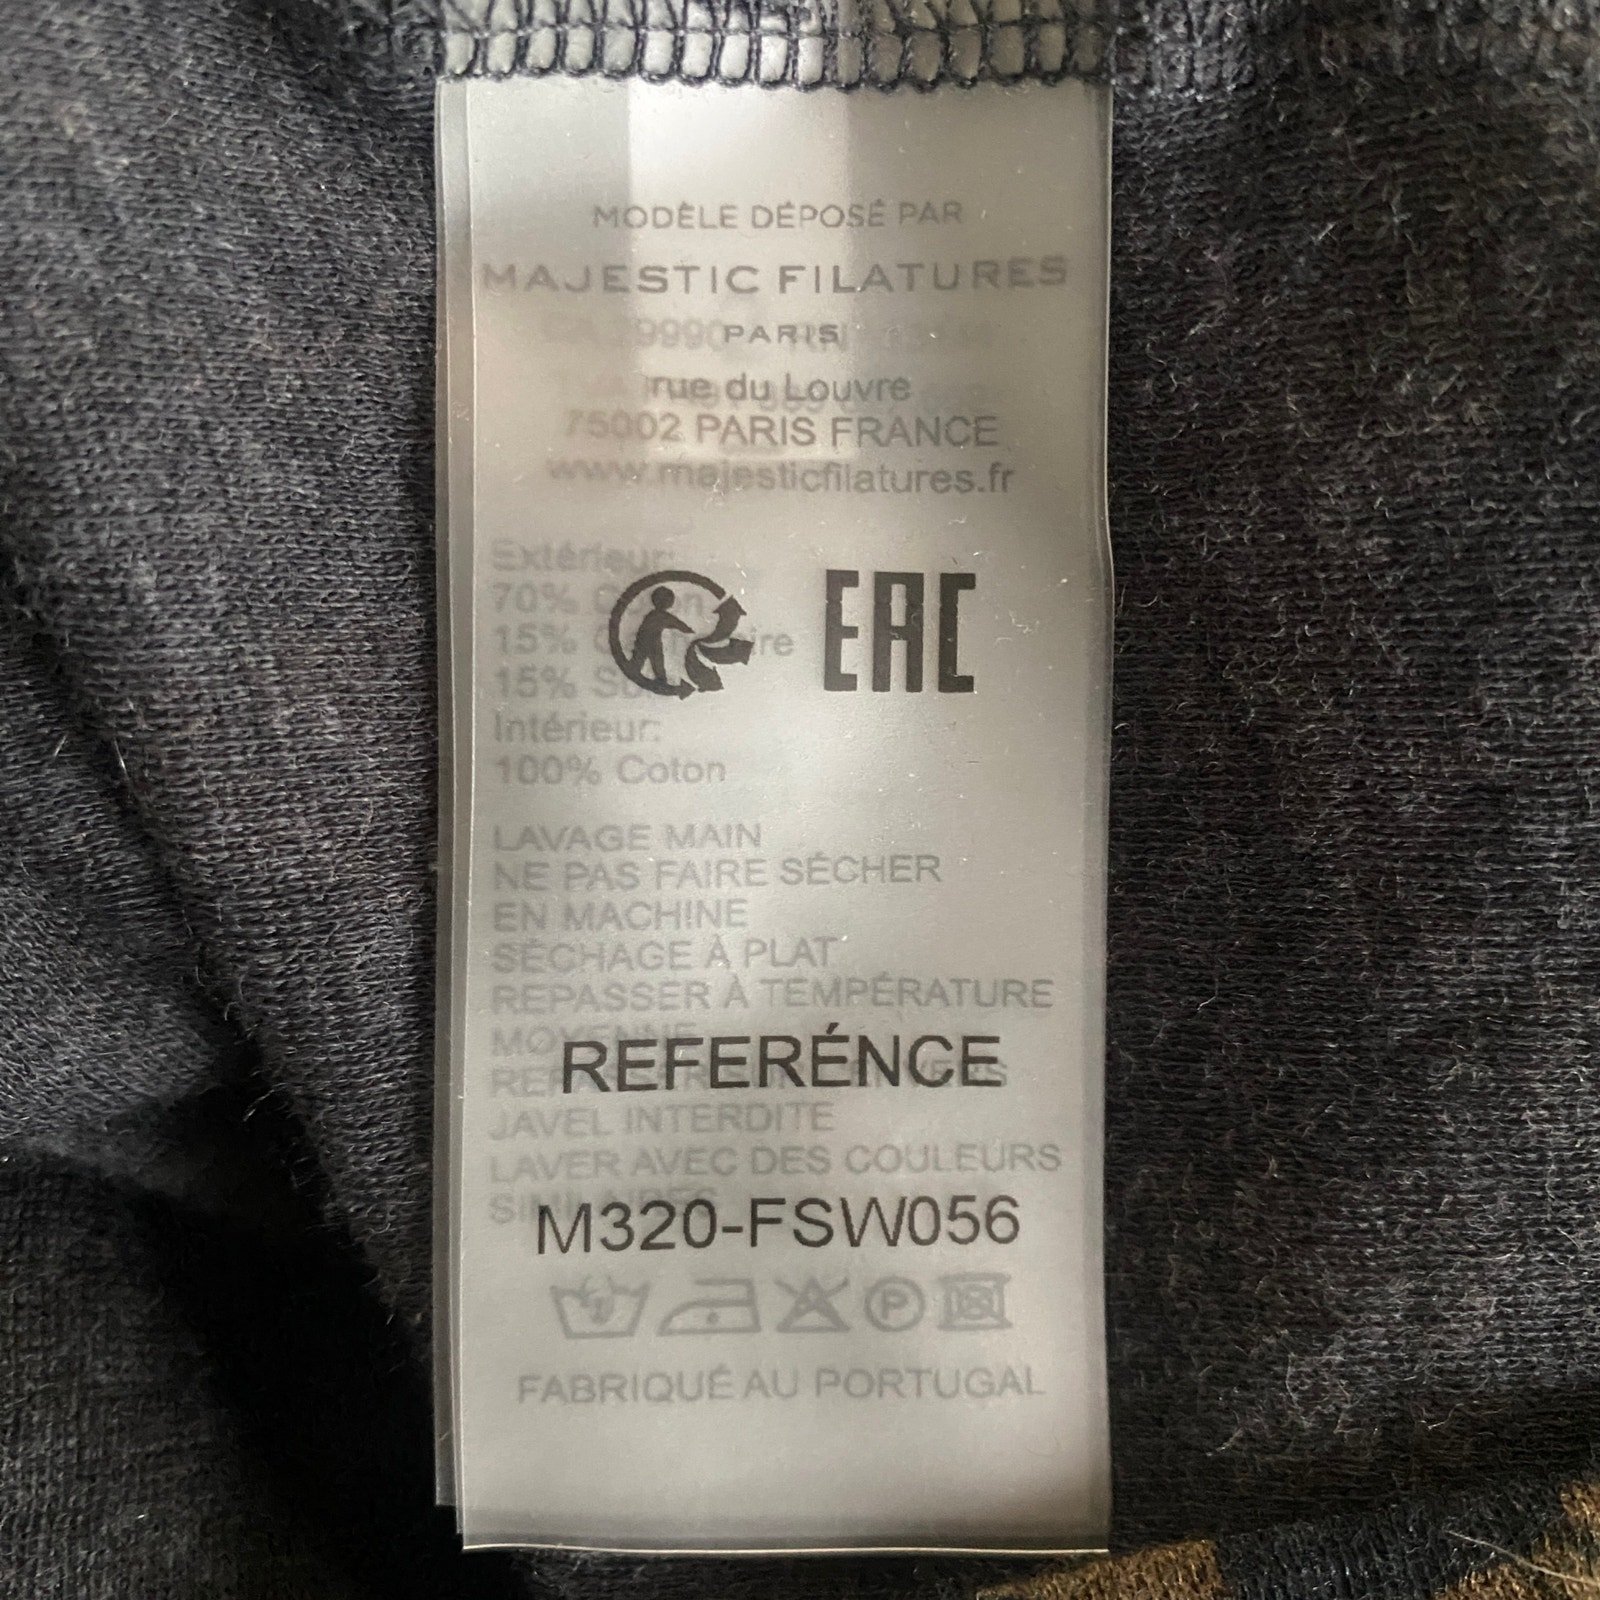 MODÈLE DÉPOSÉ PAR
MAJESTIC FILATURES
PARIS
rue du Louvre
75002 PARIS FRANCE
www.majesticfilatures.fr
Extérieur:
70%
15%
15%
EAC
Intérieur:
100% Coton
LAVAGE MAIN
NE PAS FAIRE SÉCHER
EN MACHINE
SÉCHAGE À PLAT
REPASSER À TEMPÉRATURE
MOYENNE
REFERÉNCE
JAVEL INTERDITE
LAVER AVEC DES COULEURS
SIMILAIRES
M320-FSW056
P
FABRIQUÉ AU PORTUGAL